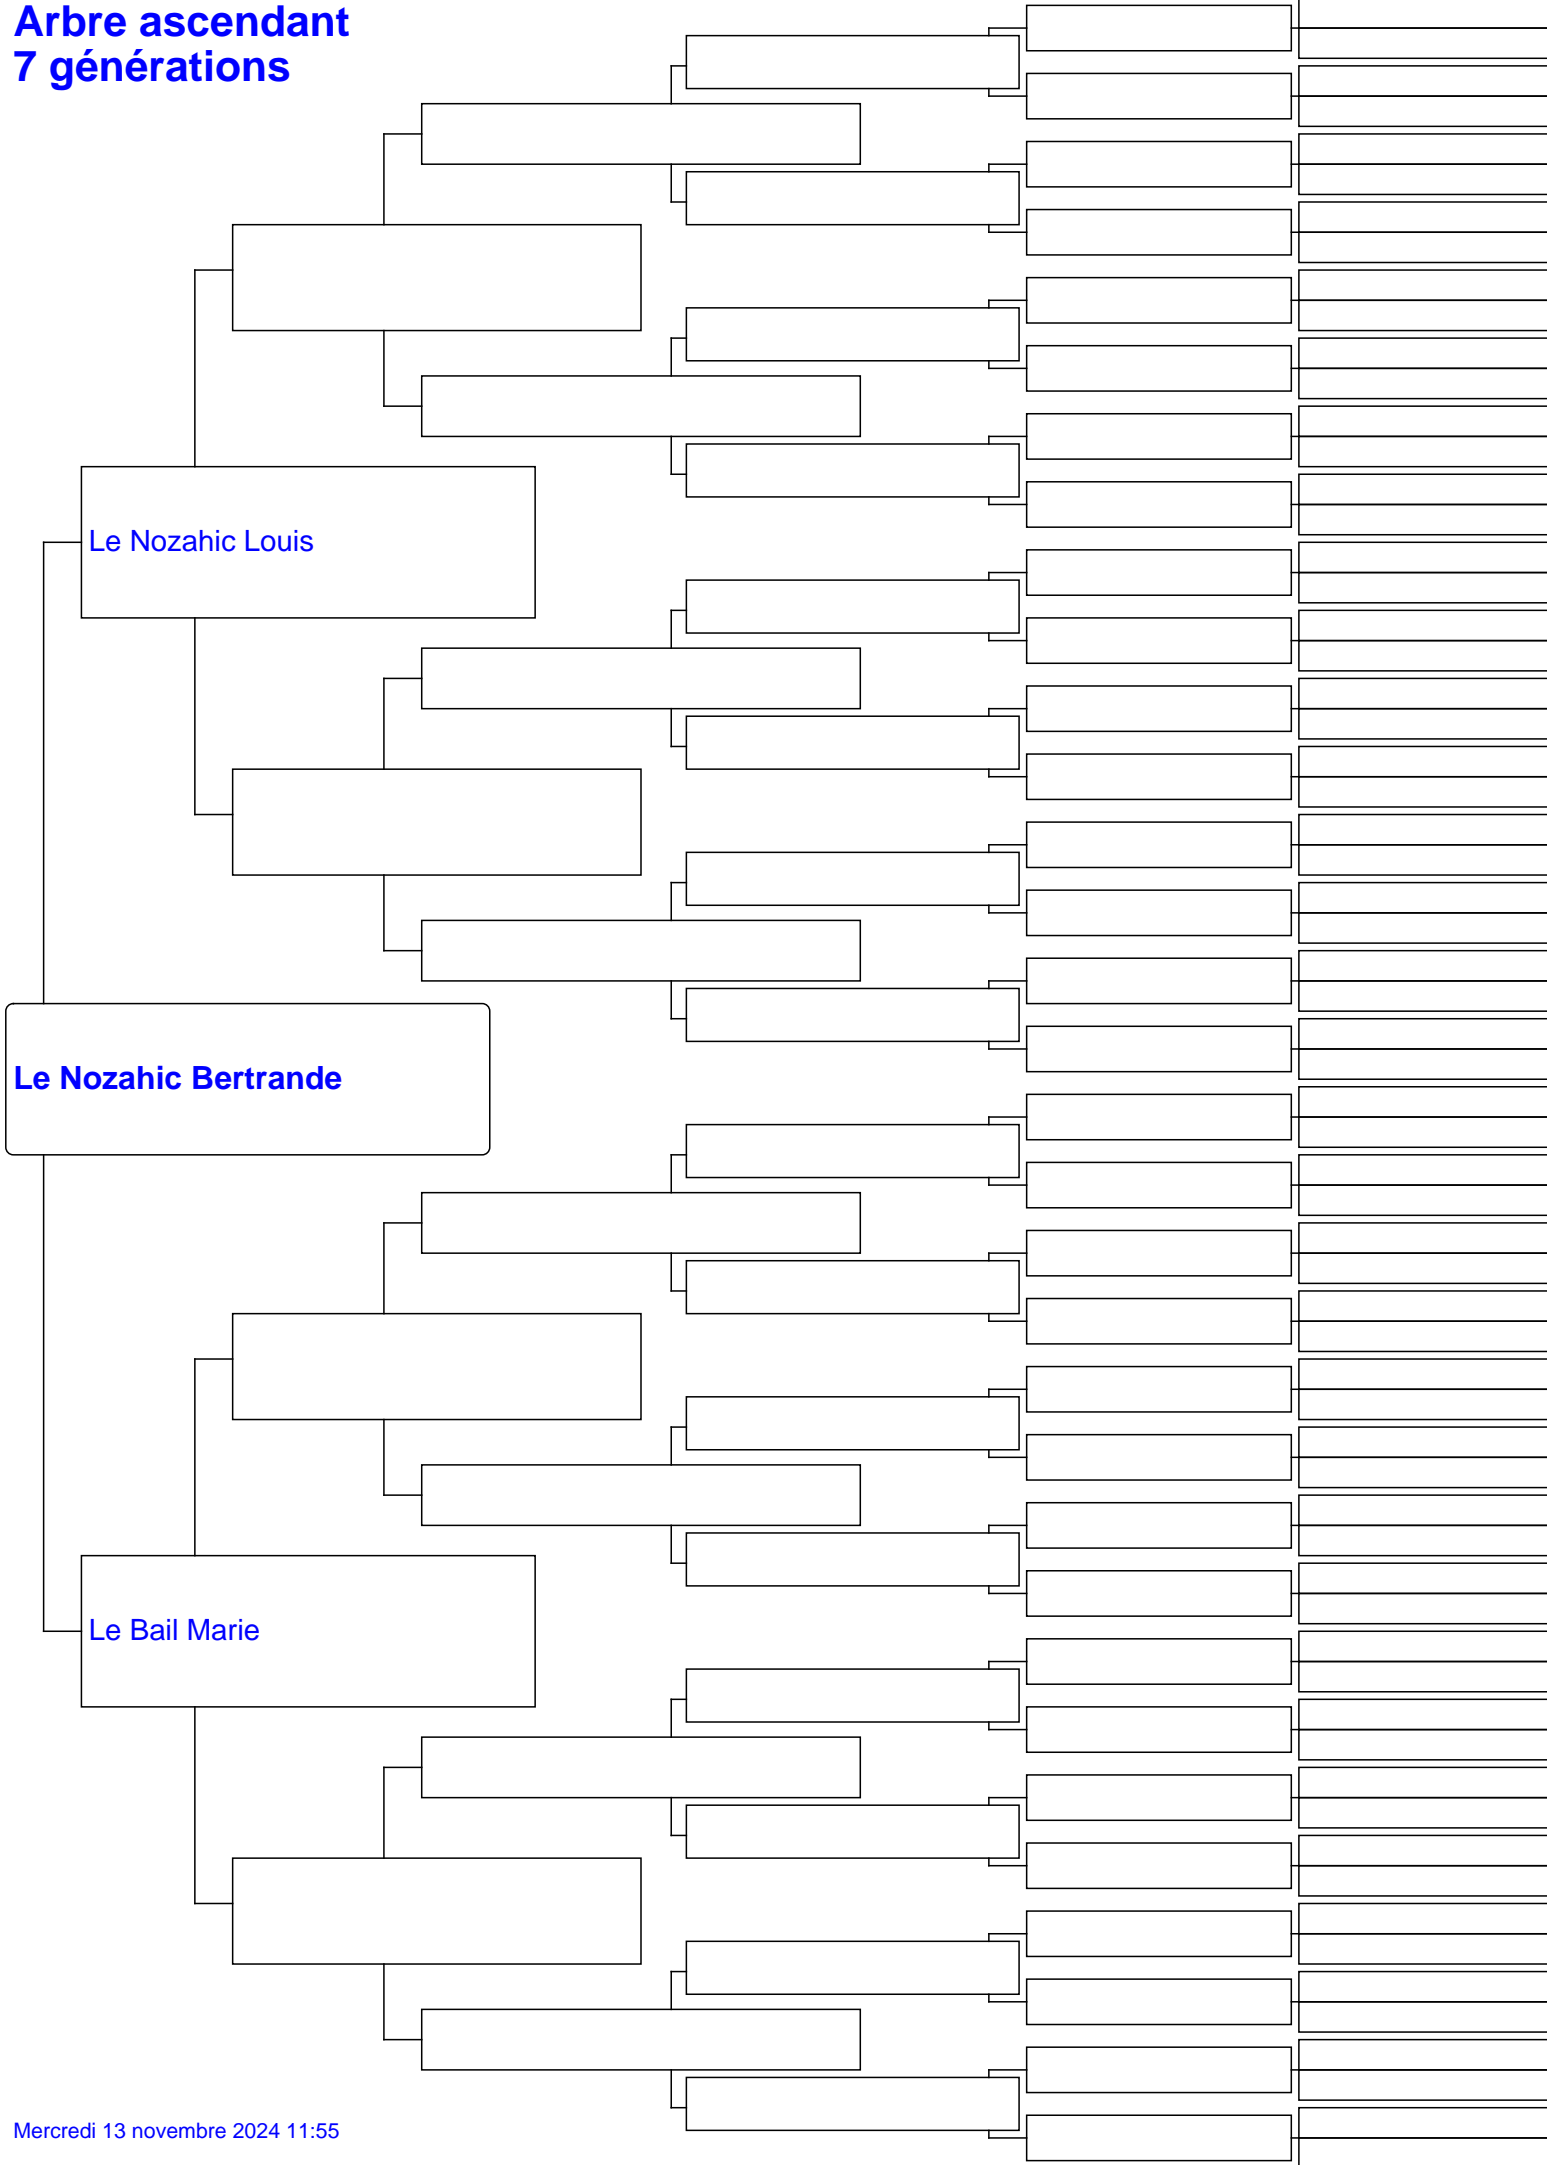 Arbre ascendant
7 générations
Le Nozahic Louis
Le Nozahic Bertrande
Le Bail Marie
Mercredi 13 novembre 2024 11:55